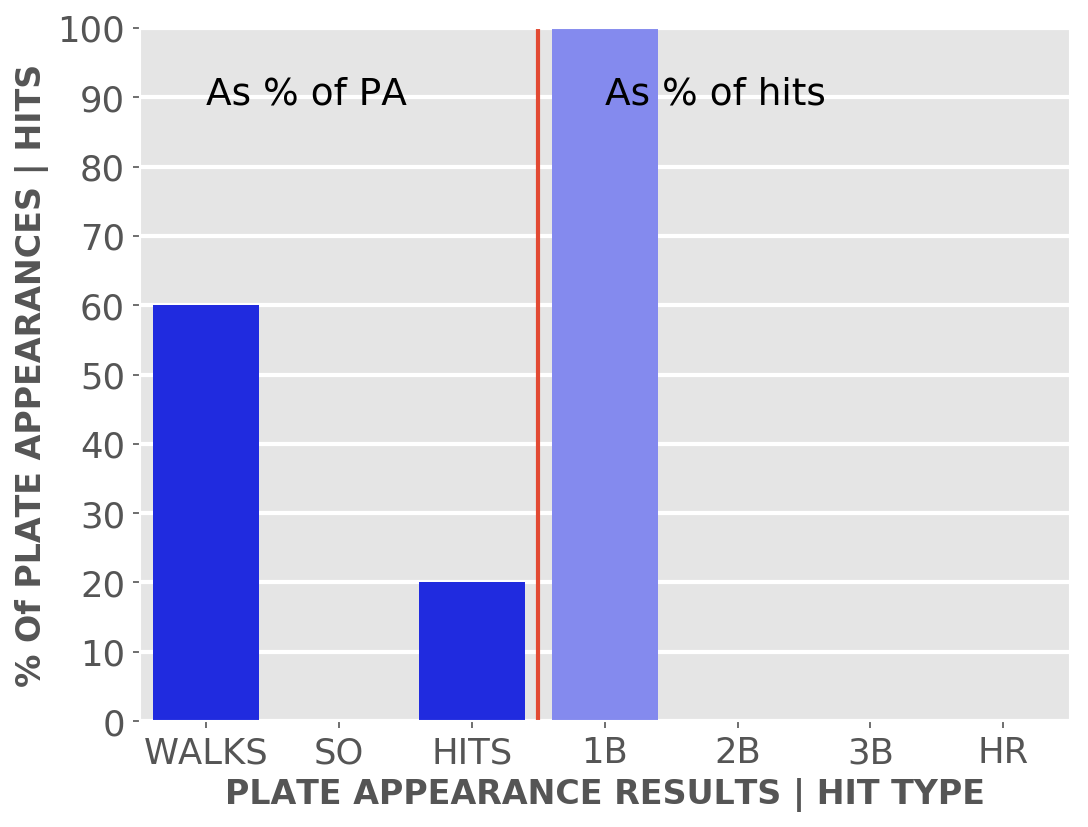 % Of PLATE APPEARANCES | HITS
100
90
80
70
60
50
40
30
20
10
0
As % of PA
As % of hits
WALKS SO HITS 1B 2B 3B HR
PLATE APPEARANCE RESULTS | HIT TYPE